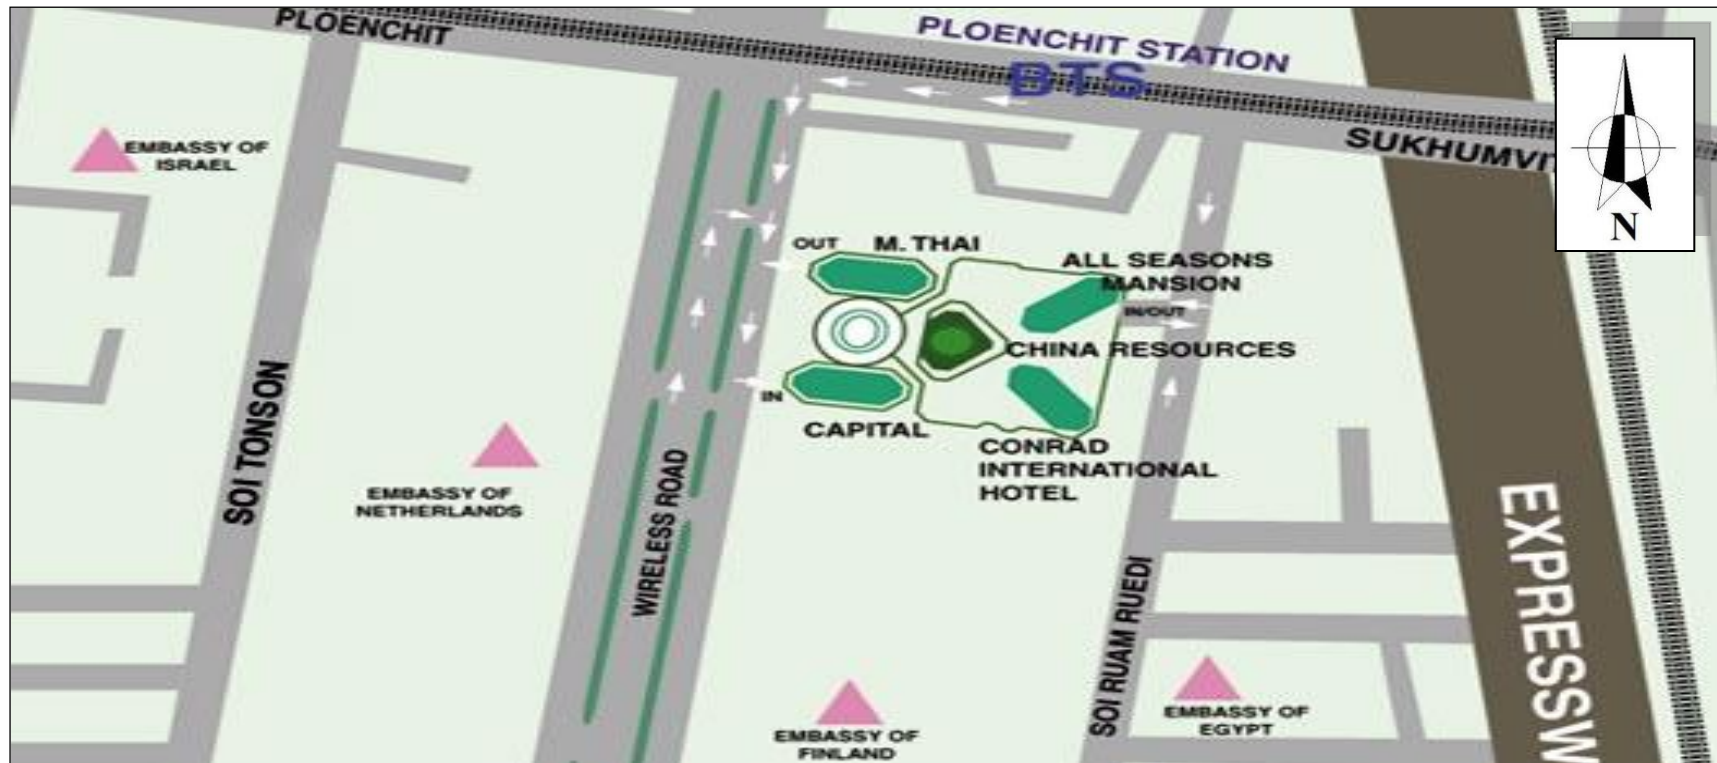 PLOENCHIT
PLOENCHIT STATION
BTS
SUKHUMVI
N
EMBASSY OF
ISRAEL
OUT
M. THAI
ALL SEASONS
MANSION
IN/OUT
CHINA RESOURCES
IN
CAPITAL
CONRAD
INTERNATIONAL
HOTEL
SOI TONSON
EMBASSY OF
NETHERLANDS
WIRELESS ROAD
SOI RUAM RUEDI
EXPRESSW
EMBASSY OF
FINLAND
EMBASSY OF
EGYPT